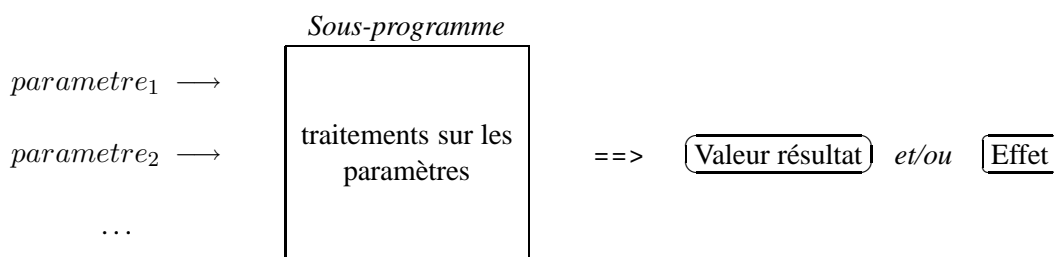 Sous-programme
parametre₁ ⟶
traitements sur les
parametre₂ ⟶
paramètres
==> Valeur résultat et/ou Effet
...